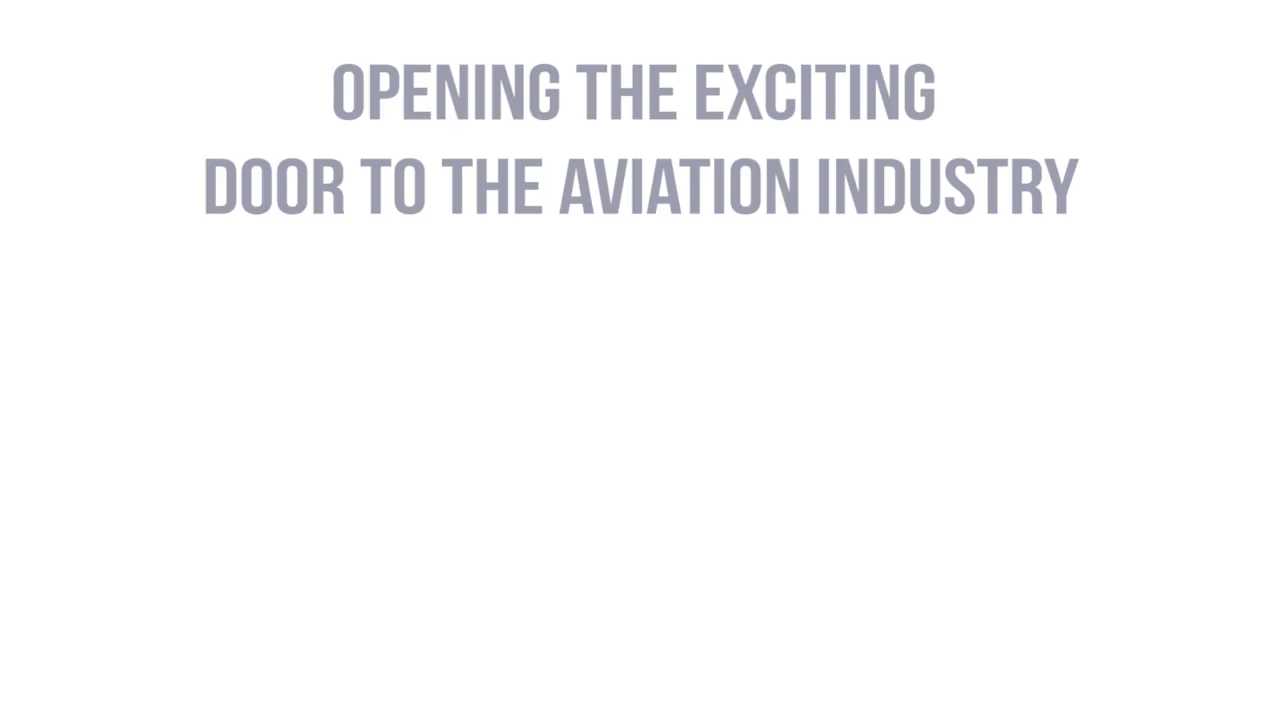 OPENING THE EXCITING
DOOR TO THE AVIATION INDUSTRY